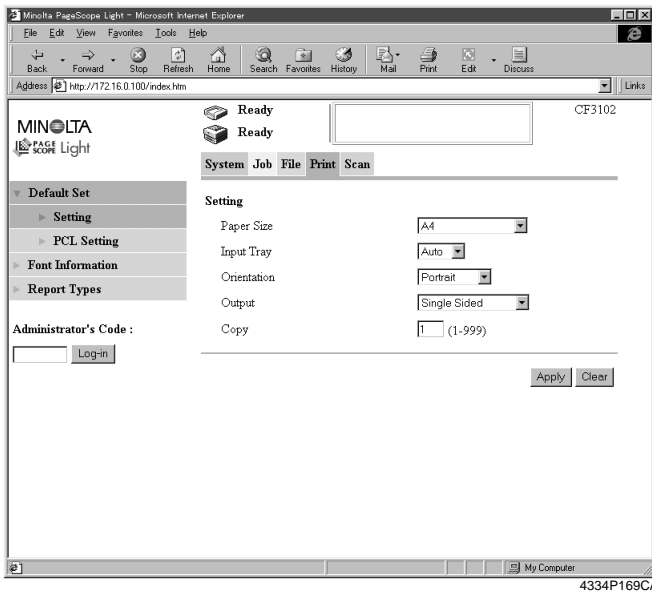 Minolta PageScope Light - Microsoft Internet Explorer
File Edit View Favorites Tools Help
Back Forward Stop Refresh Home Search Favorites History Mail Print Edit Discuss
Address http://172.16.0.100/index.htm Links
MINOLTA
PAGE SCOPE Light
Ready
Ready
CF3102
System Job File Print Scan
Default Set
Setting
PCL Setting
Font Information
Report Types
Administrator's Code :
Log-in
Setting
Paper Size A4
Input Tray Auto
Orientation Portrait
Output Single Sided
Copy 1 (1-999)
Apply Clear
My Computer
4334P169CA